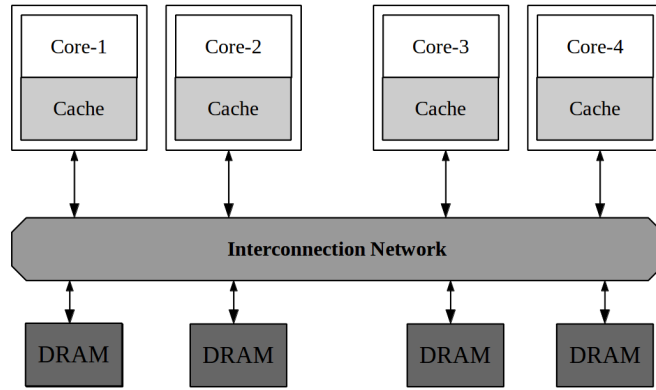 Core-1
Cache
Core-2
Cache
Core-3
Cache
Core-4
Cache
Interconnection Network
DRAM
DRAM
DRAM
DRAM